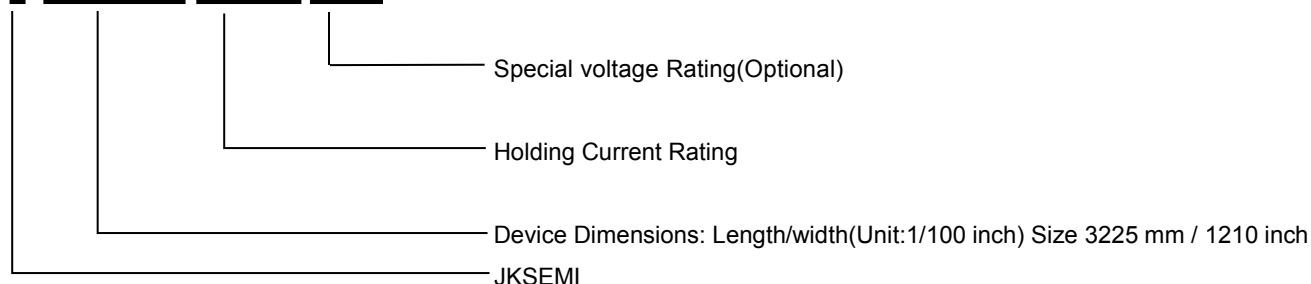 Special voltage Rating(Optional)
Holding Current Rating
Device Dimensions: Length/width(Unit:1/100 inch) Size 3225 mm / 1210 inch
JKSEMI